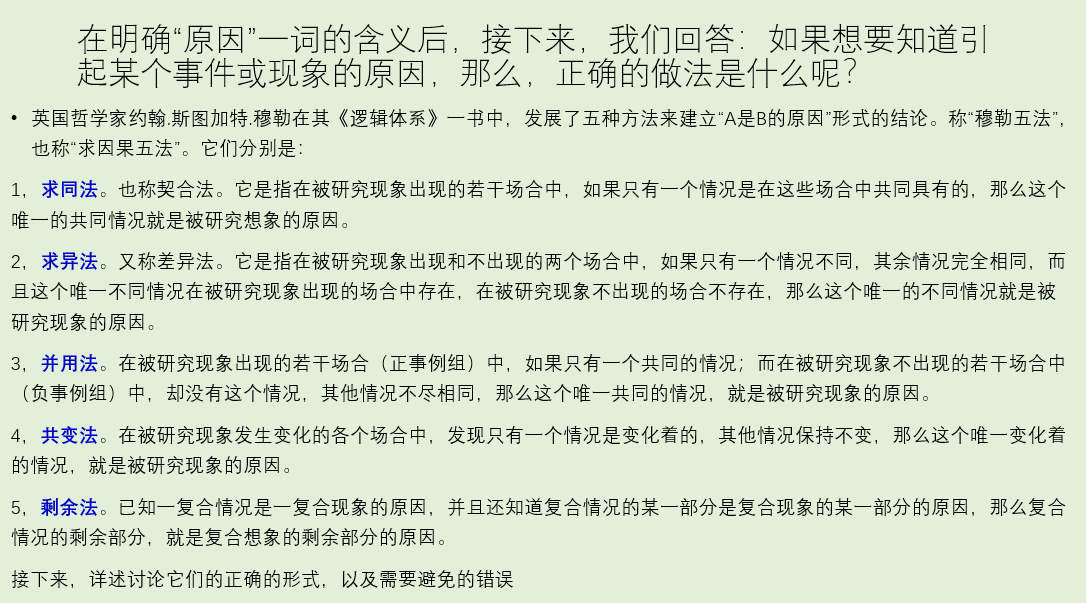 在明确“原因”一词的含义后，接下来，我们回答：如果想要知道引
起某个事件或现象的原因，那么，正确的做法是什么呢？
• 英国哲学家约翰.斯图加特.穆勒在其《逻辑体系》一书中，发展了五种方法来建立“A是B的原因”形式的结论。称“穆勒五法”，
也称“求因果五法”。它们分别是：
1，求同法。也称契合法。它是指在被研究现象出现的若干场合中，如果只有一个情况是在这些场合中共同具有的，那么这个
唯一的共同情况就是被研究想象的原因。
2，求异法。又称差异法。它是指在被研究现象出现和不出现的两个场合中，如果只有一个情况不同，其余情况完全相同，而
且这个唯一不同情况在被研究现象出现的场合中存在，在被研究现象不出现的场合不存在，那么这个唯一的不同情况就是被
研究现象的原因。
3，并用法。在被研究现象出现的若干场合（正事例组）中，如果只有一个共同的情况；而在被研究现象不出现的若干场合中
（负事例组）中，却没有这个情况，其他情况不尽相同，那么这个唯一共同的情况，就是被研究现象的原因。
4，共变法。在被研究现象发生变化的各个场合中，发现只有一个情况是变化着的，其他情况保持不变，那么这个唯一变化着
的情况，就是被研究现象的原因。
5，剩余法。已知一复合情况是一复合现象的原因，并且还知道复合情况的某一部分是复合现象的某一部分的原因，那么复合
情况的剩余部分，就是复合想象的剩余部分的原因。
接下来，详述讨论它们的正确的形式，以及需要避免的错误